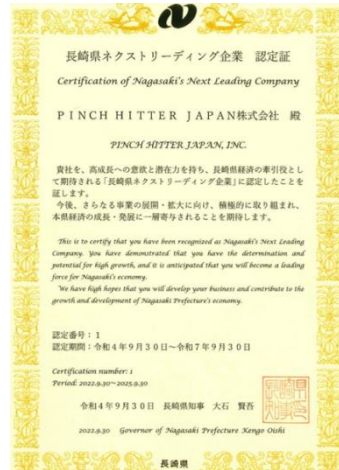 長崎県ネクストリーディング企業 認定証
Certification of Nagasaki's Next Leading Company
PINCH HITTER JAPAN株式会社 殿
PINCH HITTER JAPAN, INC.
貴社を、高成長への意欲と潜在力を持ち、長崎県経済の牽引役とし
て期待される「長崎県ネクストリーディング企業」に認定したことを
証します。
今後、さらなる事業の展開・拡大に向け、積極的に取り組まれ、
本県経済の成長・発展に一層寄与されることを期待します。
This is to certify that you have been recognized as Nagasaki's Next Leading
Company. You have demonstrated that you have the determination and
potential for high growth, and it is anticipated that you will become a leading
force for Nagasaki's economy.
We have high hopes that you will develop your business and contribute to the
growth and development of Nagasaki Prefecture's economy.
認定番号：1
認定期間：令和4年9月30日～令和7年9月30日
Certification number: 1
Period: 2022.9.30~2025.9.30
令和4年9月30日 長崎県知事 大石 賢吾
2022.9.30 Governor of Nagasaki Prefecture Kengo Oishi
長崎県